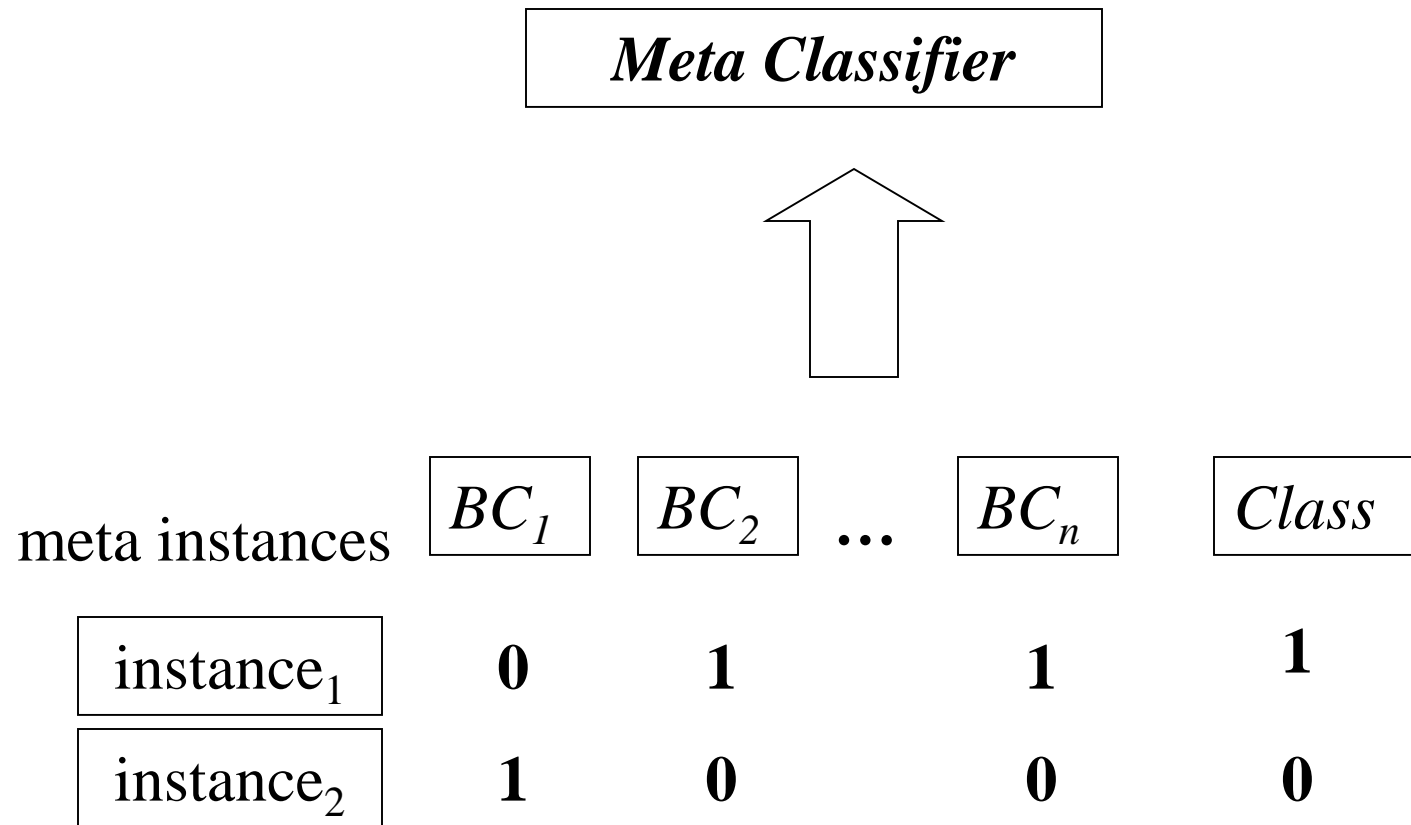 Meta Classifier
meta instances BC₁ BC₂ ... BCₙ Class
instance₁ 0 1 1 1
instance₂ 1 0 0 0